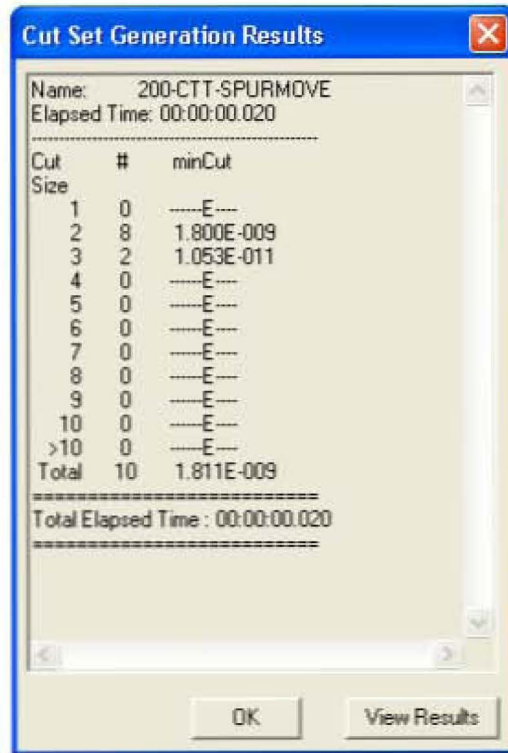 Cut Set Generation Results
Name: 200-CTT-SPURMOVE
Elapsed Time: 00:00:00.020
--------------------------------------------------
Cut # minCut
Size
1 0 ------E----
2 8 1.800E-009
3 2 1.053E-011
4 0 ------E----
5 0 ------E----
6 0 ------E----
7 0 ------E----
8 0 ------E----
9 0 ------E----
10 0 ------E----
>10 0 ------E----
Total 10 1.811E-009
===========================
Total Elapsed Time : 00:00:00.020
===========================
OK View Results